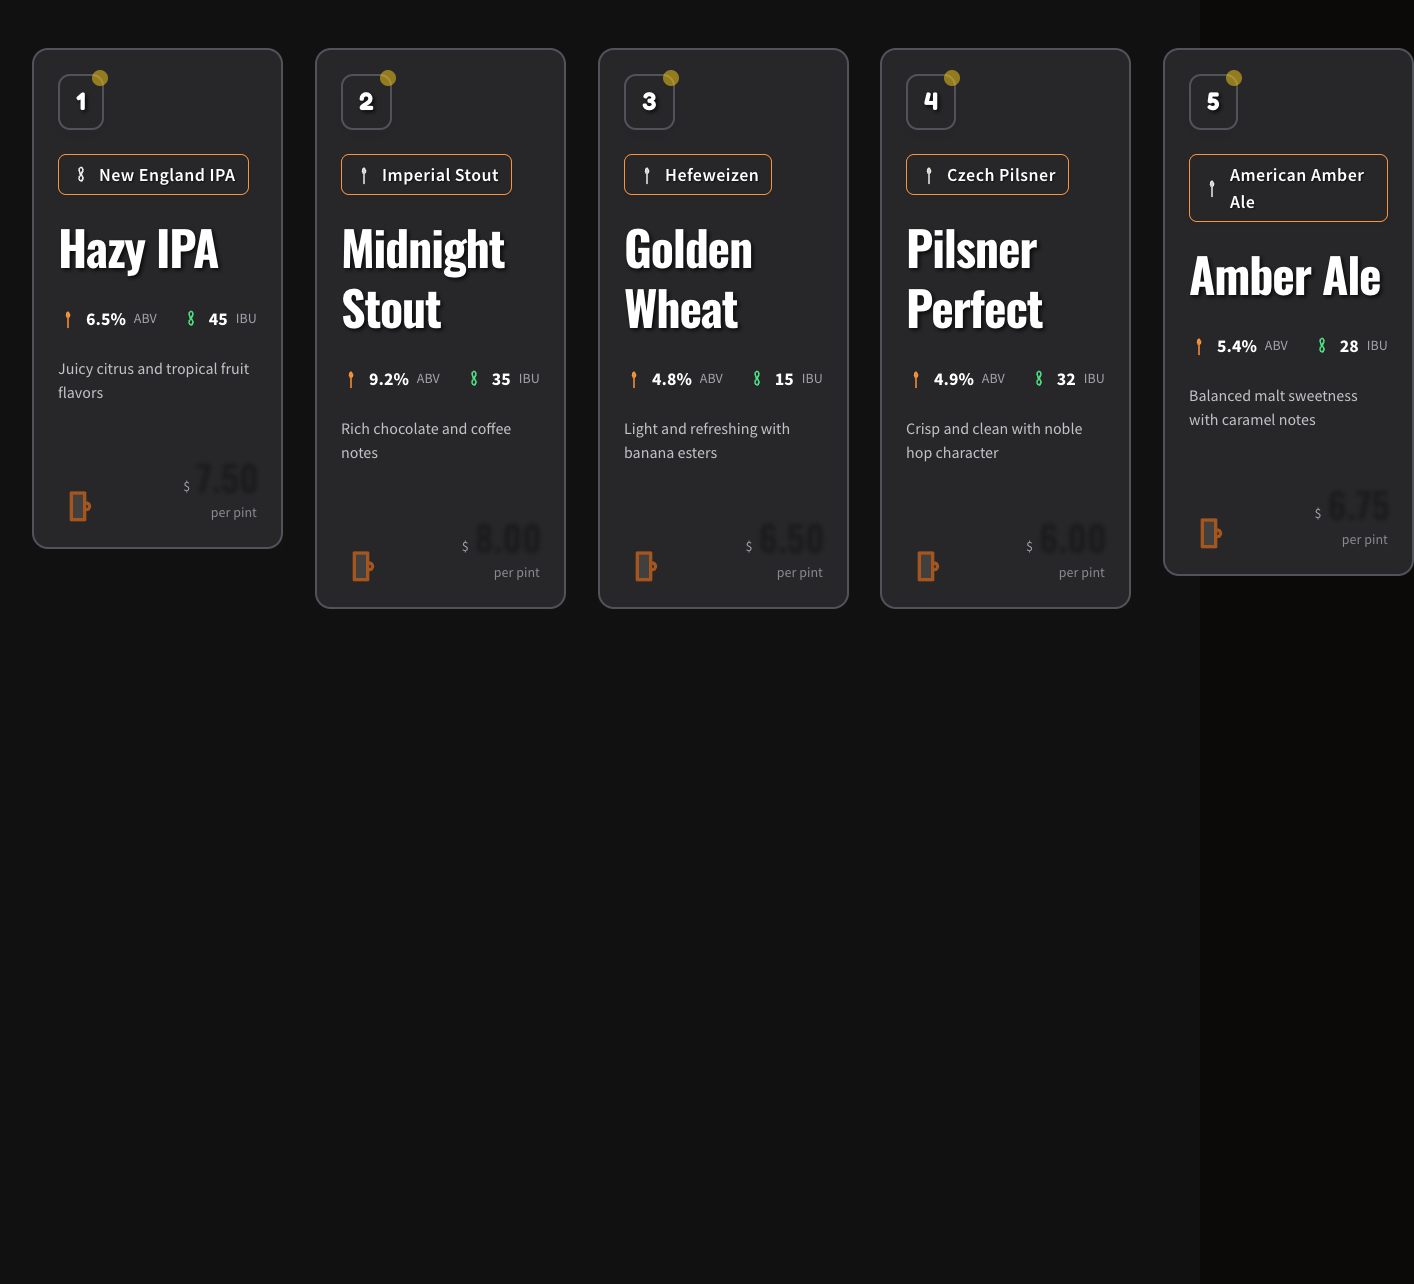 1
New England IPA
Hazy IPA
6.5% ABV 45 IBU
Juicy citrus and tropical fruit
flavors
$ 7.50
per pint
2
Imperial Stout
Midnight
Stout
9.2% ABV 35 IBU
Rich chocolate and coffee
notes
$ 8.00
per pint
3
Hefeweizen
Golden
Wheat
4.8% ABV 15 IBU
Light and refreshing with
banana esters
$ 6.50
per pint
4
Czech Pilsner
Pilsner
Perfect
4.9% ABV 32 IBU
Crisp and clean with noble
hop character
$ 6.00
per pint
5
American Amber
Ale
Amber Ale
5.4% ABV 28 IBU
Balanced malt sweetness
with caramel notes
$ 6.75
per pint